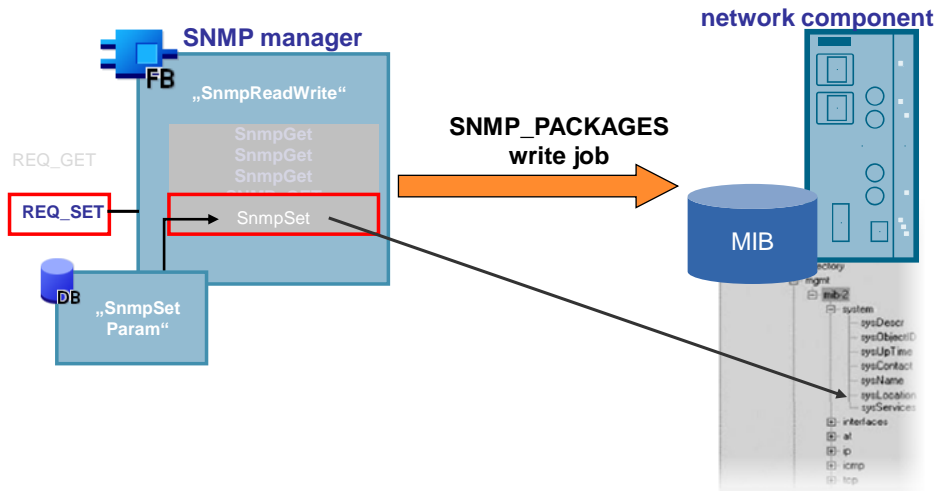 network component
SNMP manager
FB
„SnmpReadWrite“
SnmpGet
SnmpGet
SnmpGet
SNMP_GET
REQ_GET
REQ_SET
SnmpSet
SNMP_PACKAGES
write job
MIB
DB
„SnmpSet
Param“
mgmt
mib-2
system
sysDescr
sysObjectID
sysUpTime
sysContact
sysName
sysLocation
sysServices
interfaces
at
ip
icmp
tcp